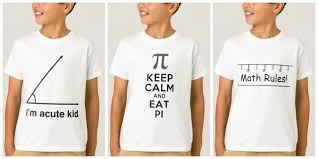 I'm acute kid
π
KEEP
CALM
AND
EAT
PI
Math Rules!